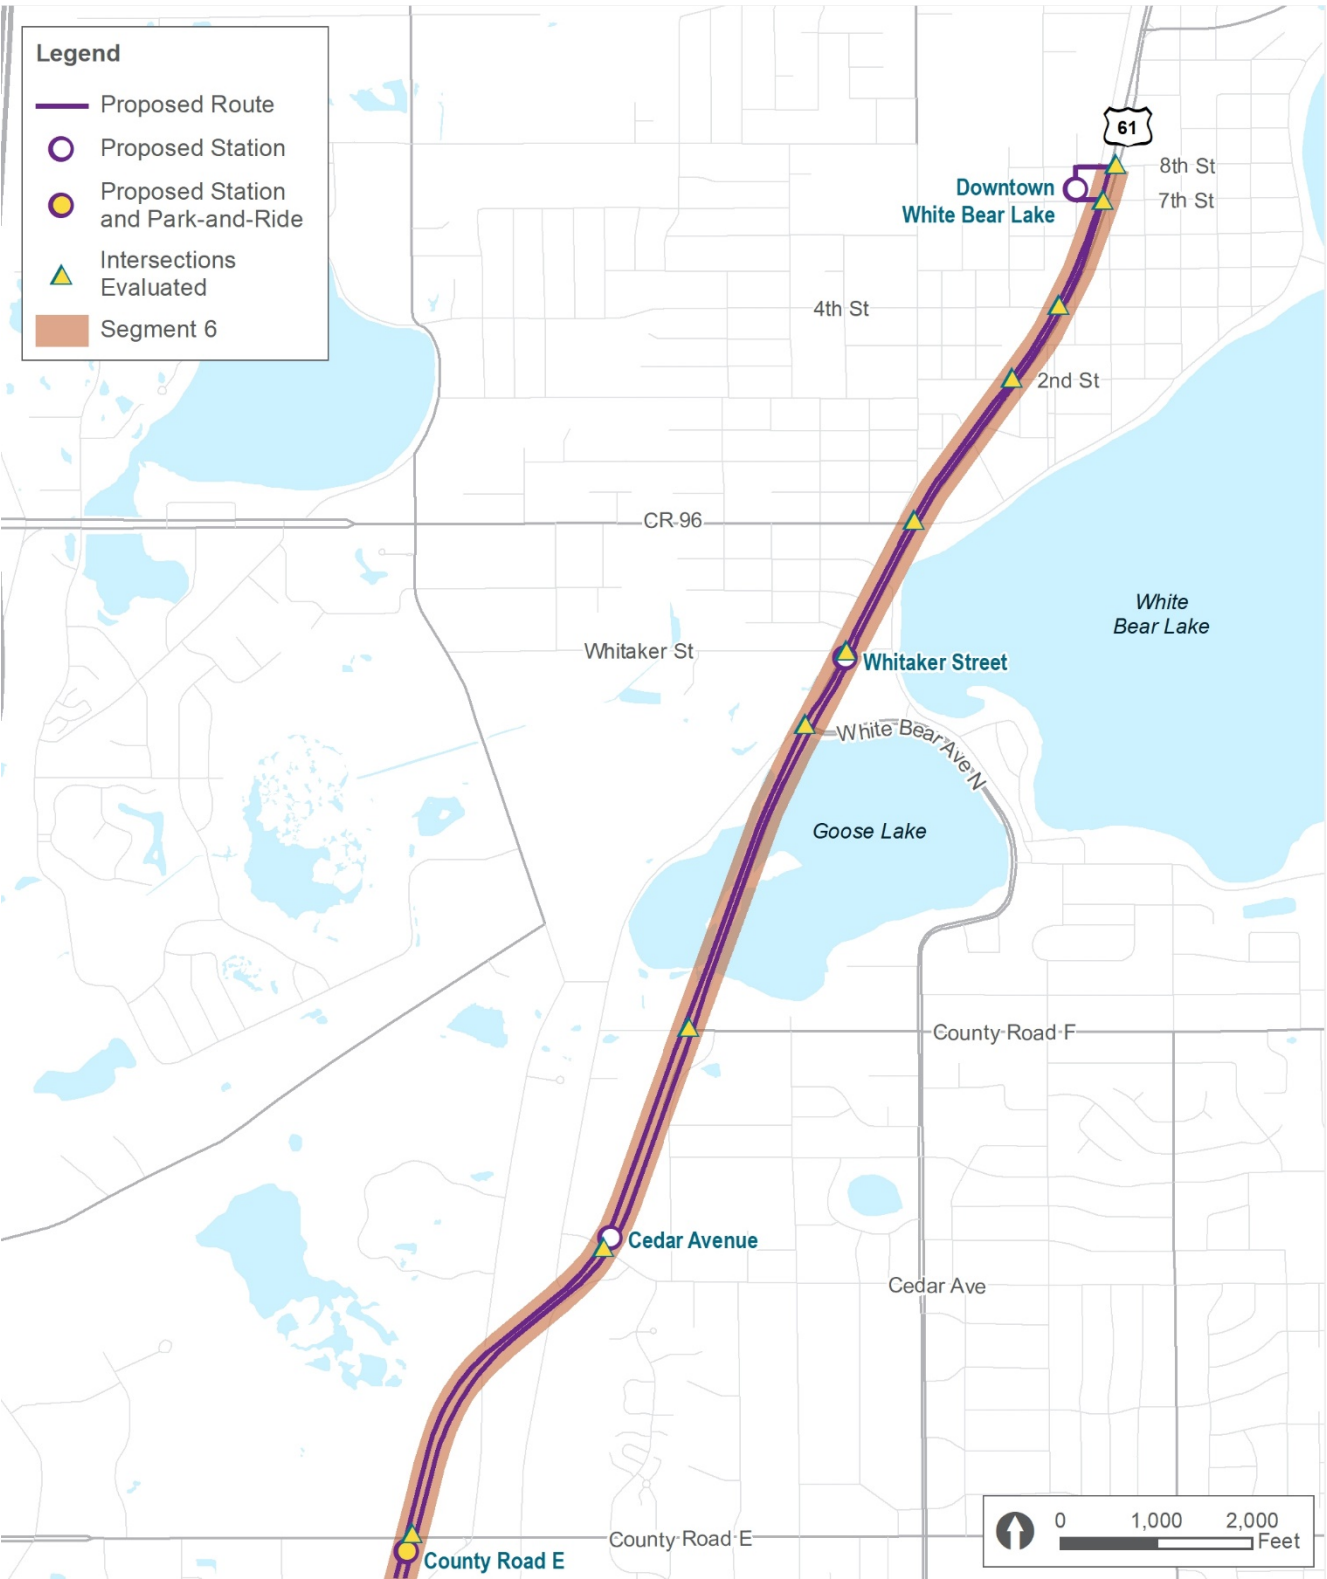 Legend
Proposed Route
Proposed Station
Proposed Station
and Park-and-Ride
Intersections
Evaluated
Segment 6
61
8th St
Downtown
White Bear Lake
7th St
4th St
2nd St
CR 96
White
Bear Lake
Whitaker St
Whitaker Street
White Bear Ave N
Goose Lake
County Road F
Cedar Avenue
Cedar Ave
County Road E
County Road E
0 1,000 2,000
Feet